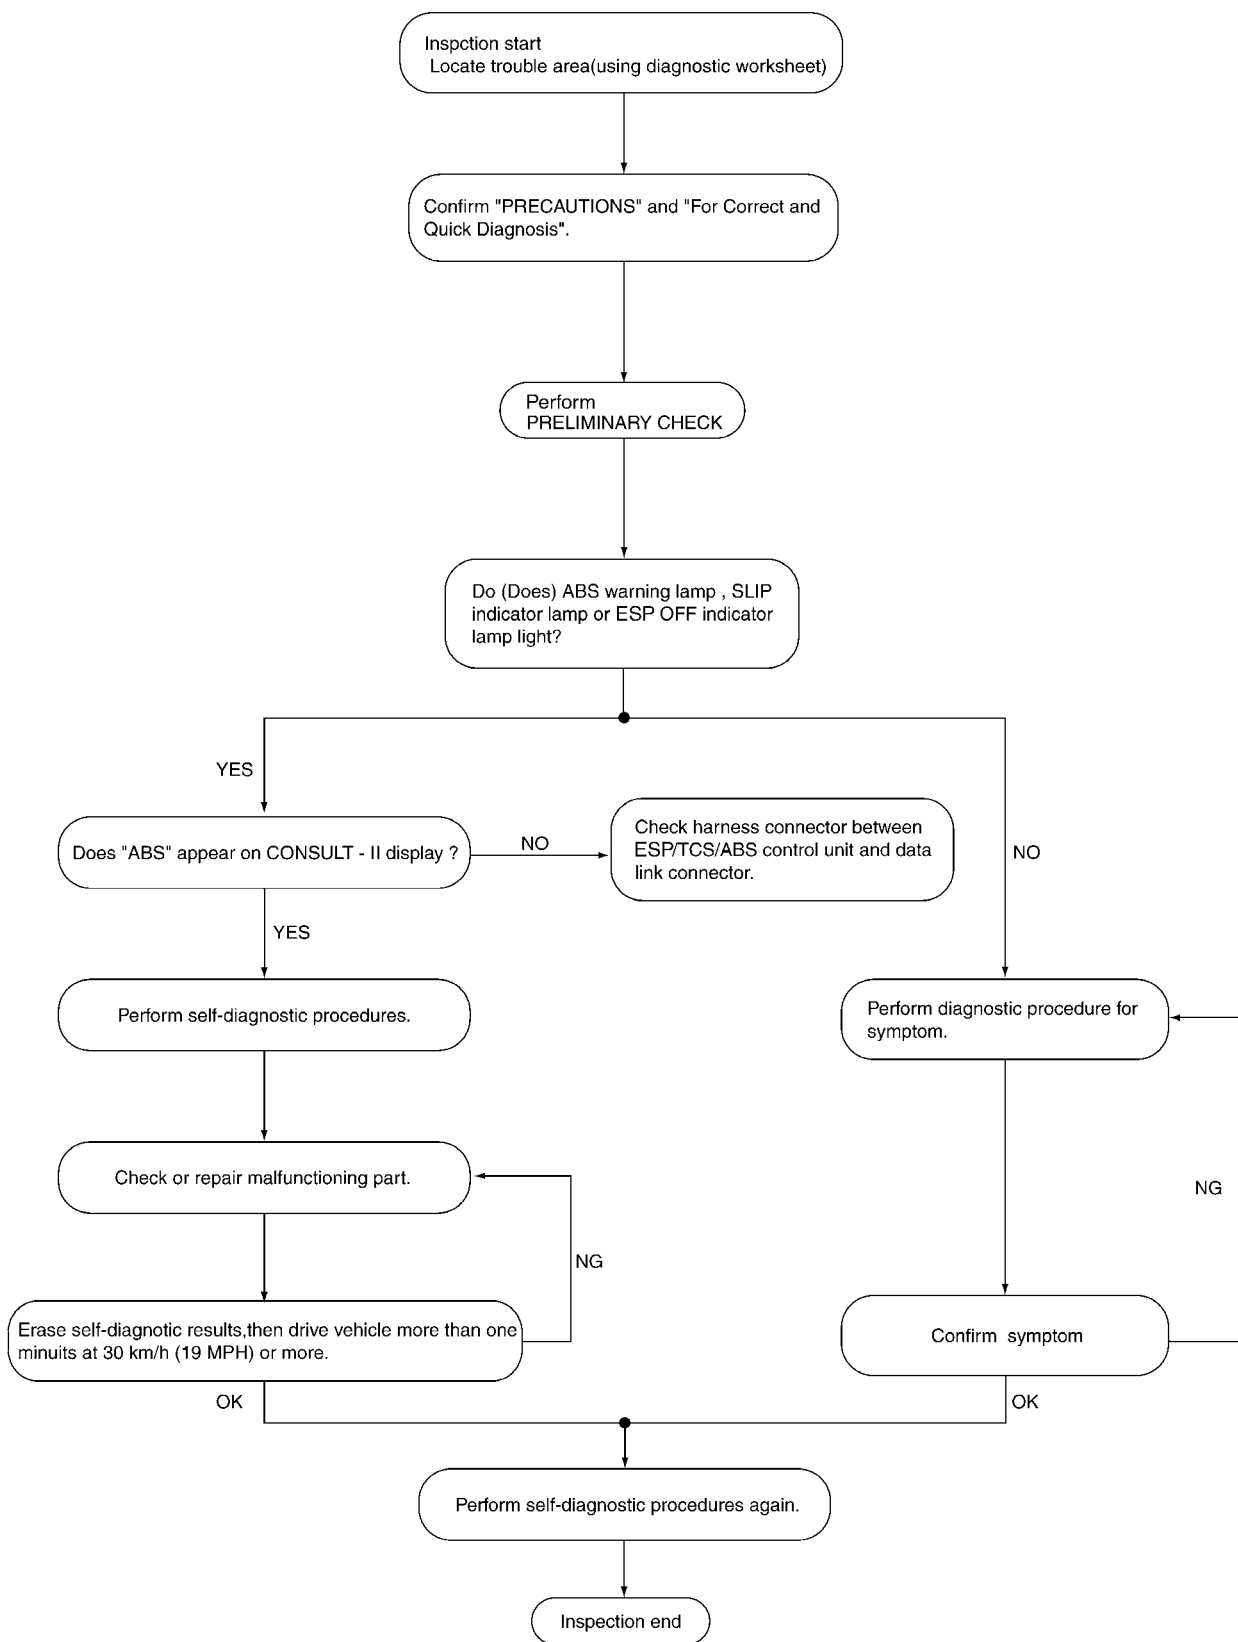 Inspction start
Locate trouble area(using diagnostic worksheet)
Confirm "PRECAUTIONS" and "For Correct and
Quick Diagnosis".
Perform
PRELIMINARY CHECK
Do (Does) ABS warning lamp , SLIP
indicator lamp or ESP OFF indicator
lamp light?
YES
NO
Does "ABS" appear on CONSULT - II display ?
NO
Check harness connector between
ESP/TCS/ABS control unit and data
link connector.
YES
Perform self-diagnostic procedures.
Perform diagnostic procedure for
symptom.
Check or repair malfunctioning part.
NG
NG
Erase self-diagnotic results,then drive vehicle more than one
minuits at 30 km/h (19 MPH) or more.
Confirm symptom
OK
OK
Perform self-diagnostic procedures again.
Inspection end